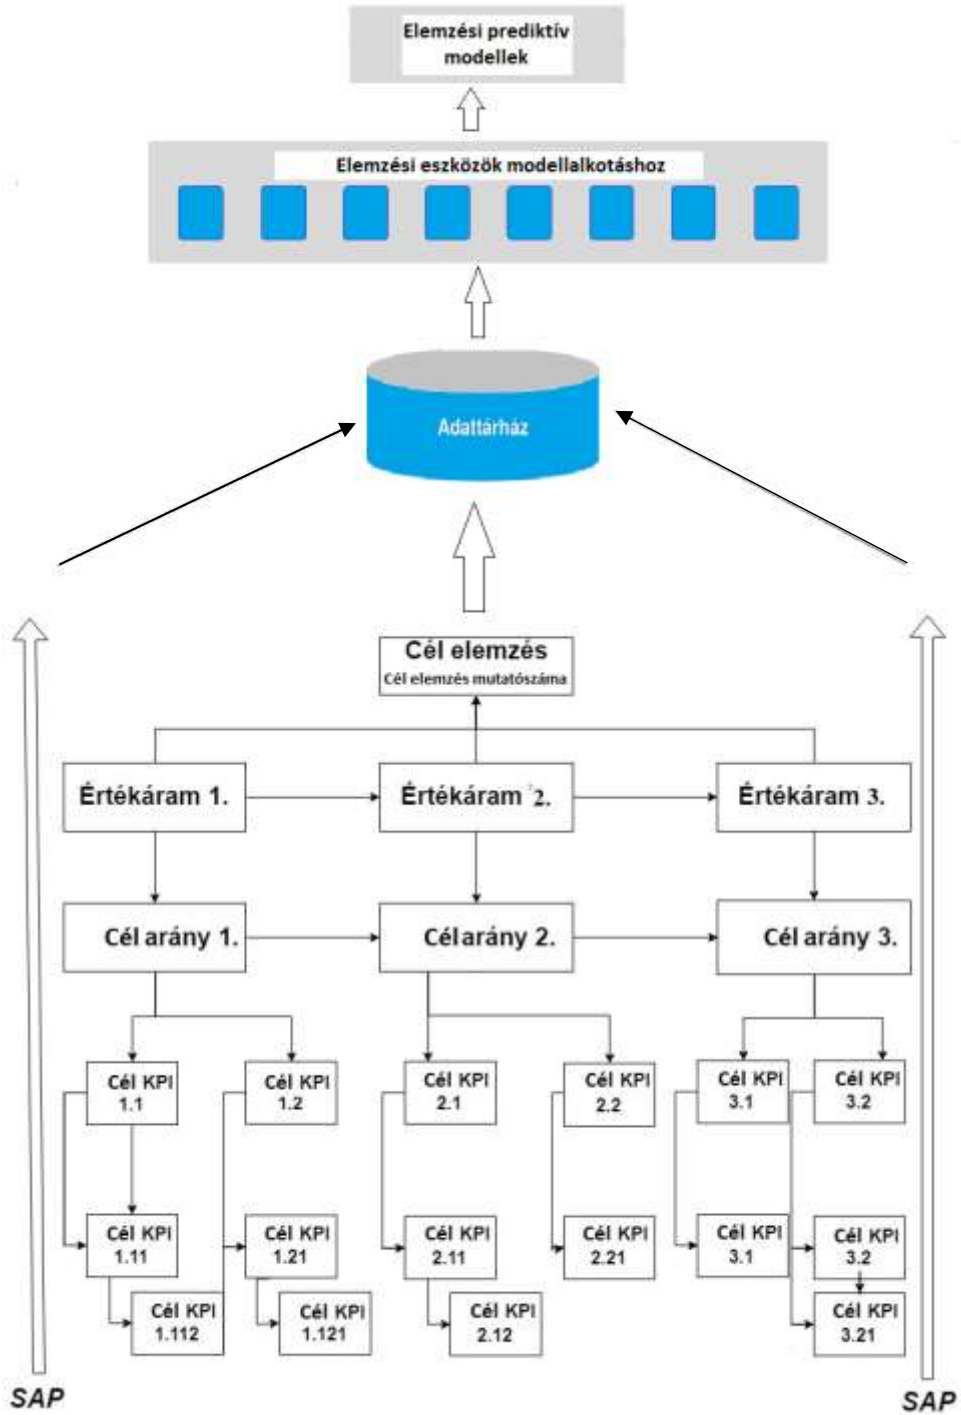 Elemzési prediktív
modellek
Elemzési eszközök modellalkotáshoz
Adattárház
Cél elemzés
Cél elemzés mutatószáma
Értékáram 1.
Értékáram 2.
Értékáram 3.
Cél arány 1.
Cél arány 2.
Cél arány 3.
Cél KPI
1.1
Cél KPI
1.2
Cél KPI
2.1
Cél KPI
2.2
Cél KPI
3.1
Cél KPI
3.2
Cél KPI
1.11
Cél KPI
1.21
Cél KPI
2.11
Cél KPI
2.21
Cél KPI
3.1
Cél KPI
3.2
Cél KPI
1.112
Cél KPI
1.121
Cél KPI
2.12
Cél KPI
3.21
SAP
SAP